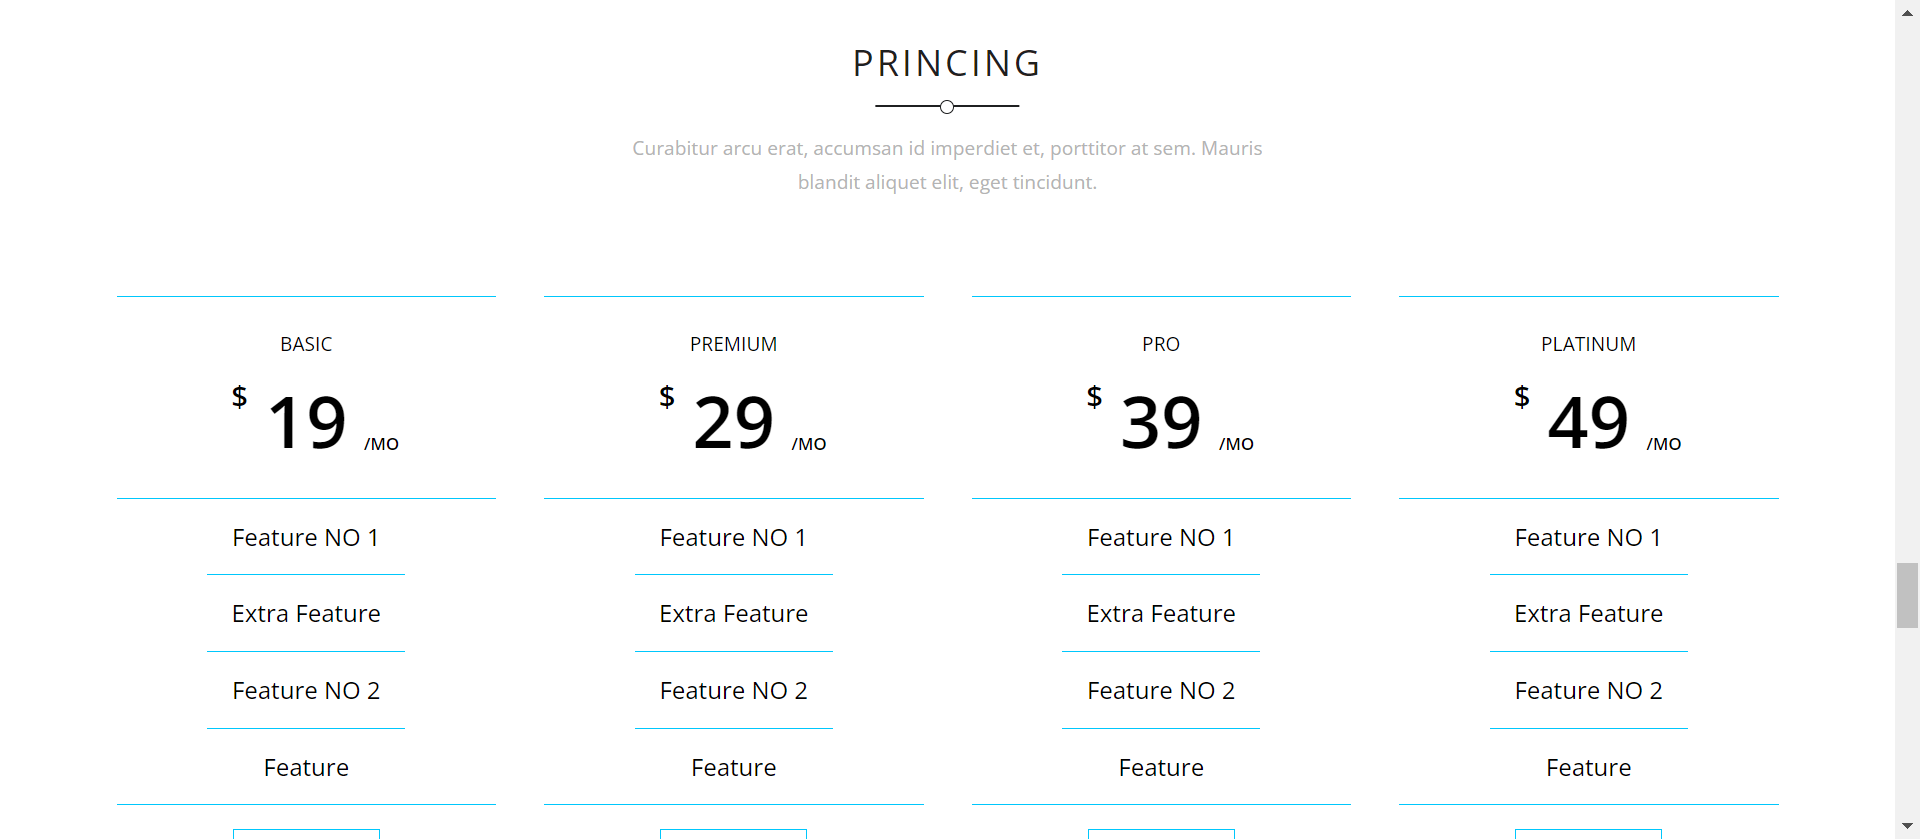 PRINCING
Curabitur arcu erat, accumsan id imperdiet et, porttitor at sem. Mauris
blandit aliquet elit, eget tincidunt.
BASIC
$ 19 /MO
Feature NO 1
Extra Feature
Feature NO 2
Feature
PREMIUM
$ 29 /MO
Feature NO 1
Extra Feature
Feature NO 2
Feature
PRO
$ 39 /MO
Feature NO 1
Extra Feature
Feature NO 2
Feature
PLATINUM
$ 49 /MO
Feature NO 1
Extra Feature
Feature NO 2
Feature